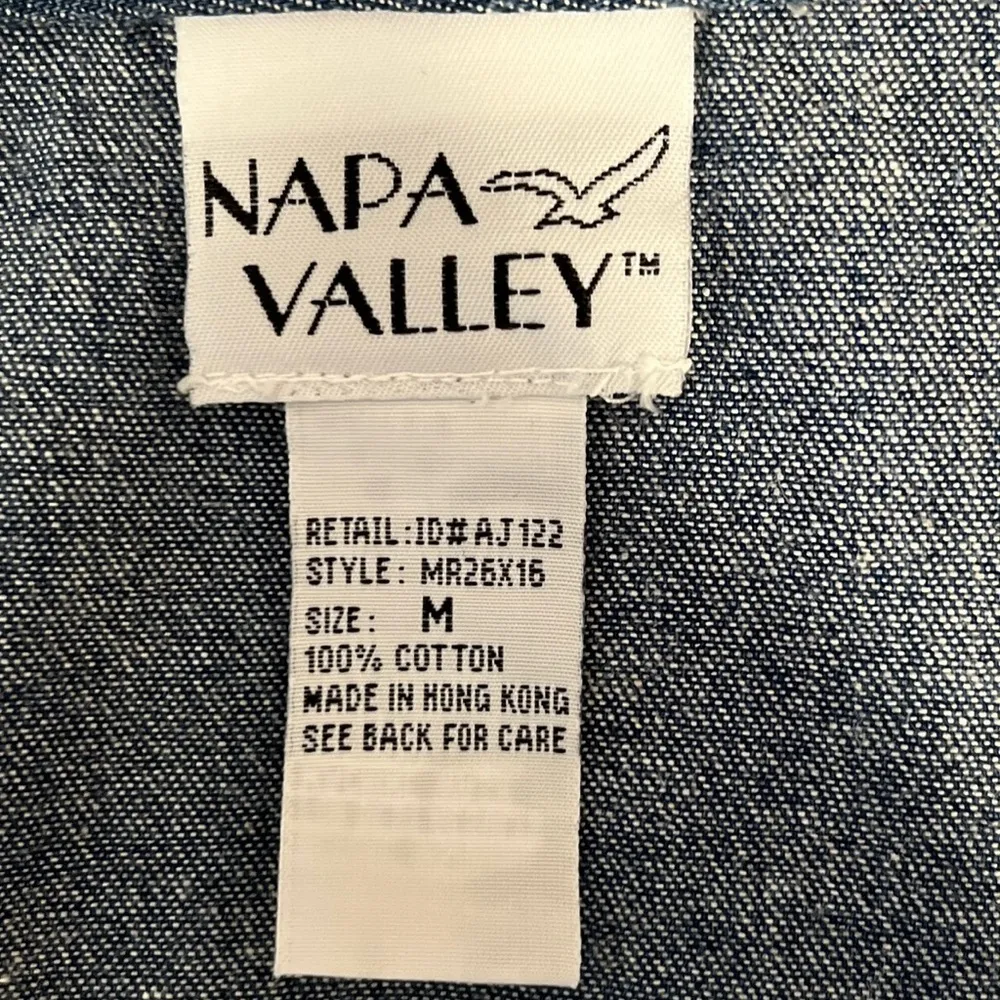 NAPA
VALLEY™
RETAIL:ID# AJ122
STYLE: MR26X16
SIZE: M
100% COTTON
MADE IN HONG KONG
SEE BACK FOR CARE